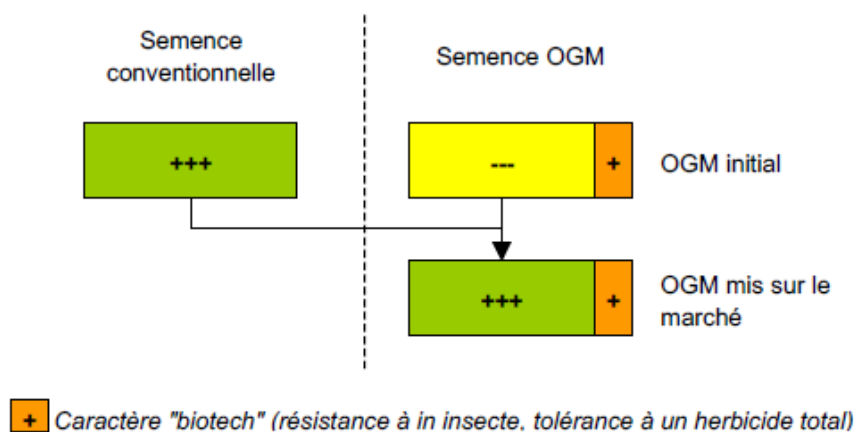 Semence
conventionnelle
Semence OGM
+++
---
+
OGM initial
+++
+
OGM mis sur le
marché
+ Caractère "biotech" (résistance à in insecte, tolérance à un herbicide total)